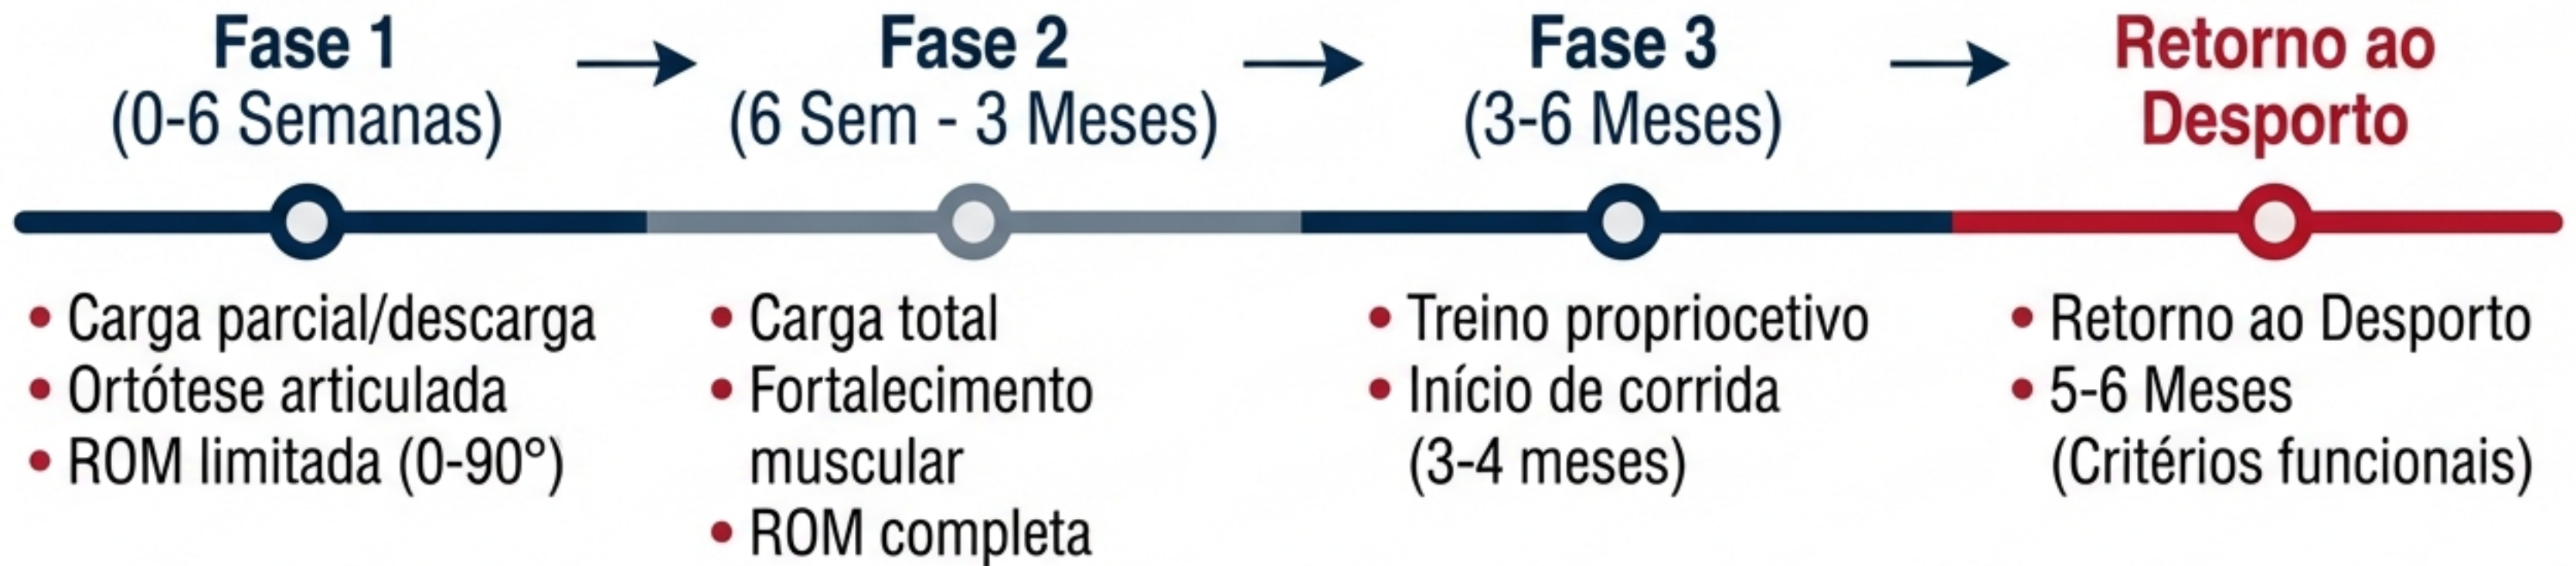 Fase 1
(0-6 Semanas)
• Carga parcial/descarga
• Ortótese articulada
• ROM limitada (0-90°)
Fase 2
(6 Sem - 3 Meses)
• Carga total
• Fortalecimento
muscular
• ROM completa
Fase 3
(3-6 Meses)
• Treino propriocetivo
• Início de corrida
(3-4 meses)
Retorno ao
Desporto
• Retorno ao Desporto
• 5-6 Meses
(Critérios funcionais)